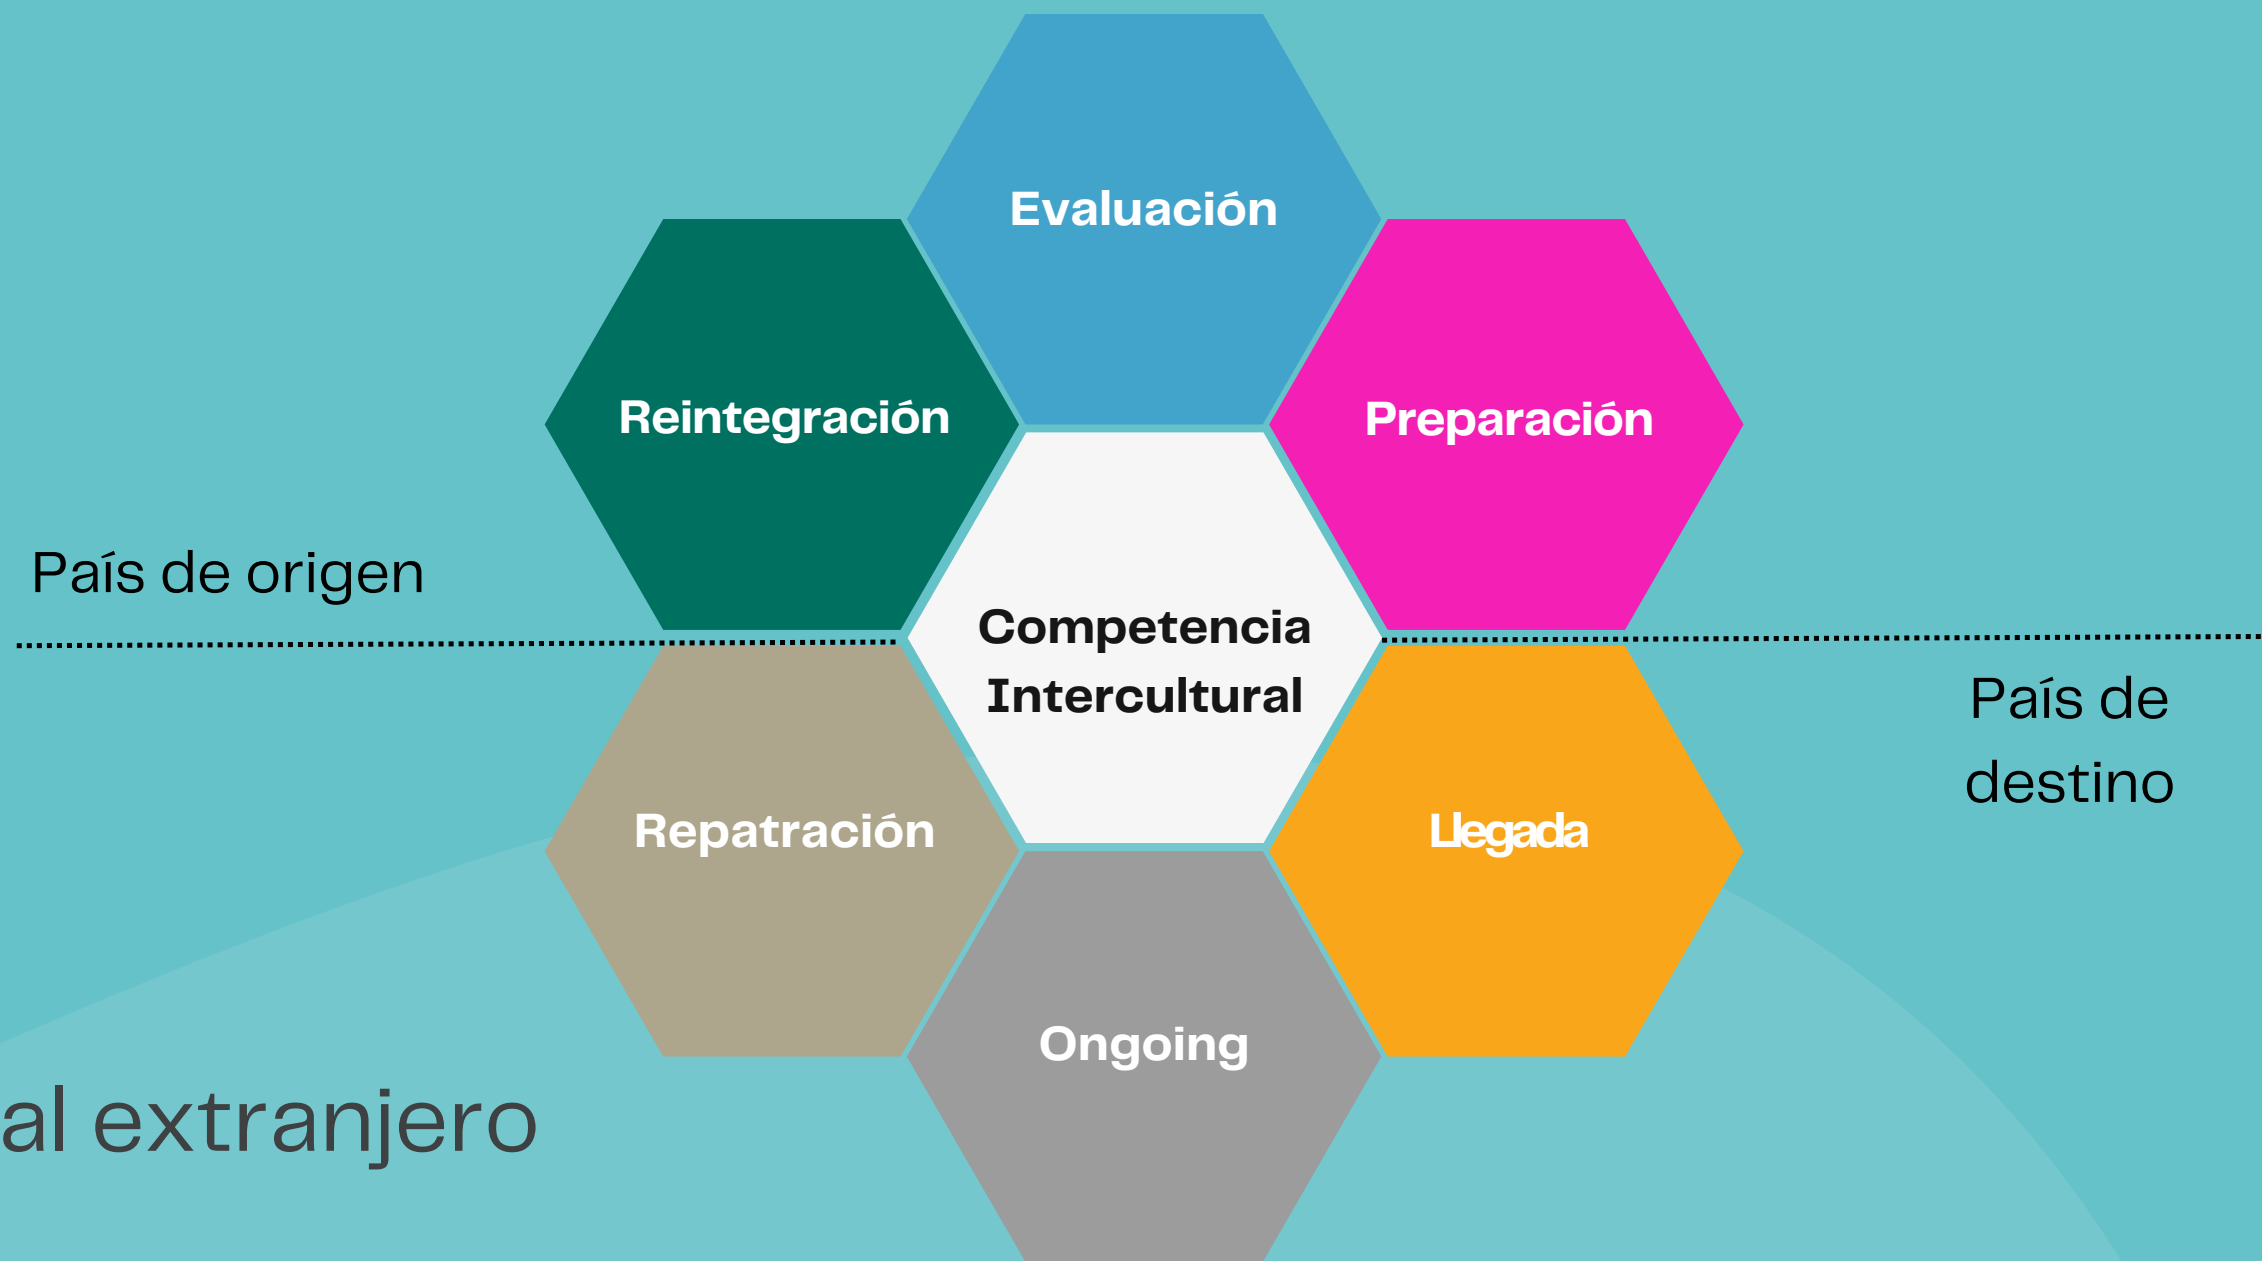 Evaluación
Reintegración
Preparación
País de origen
Competencia
Intercultural
País de
destino
Repatración
Llegada
Ongoing
al extranjero